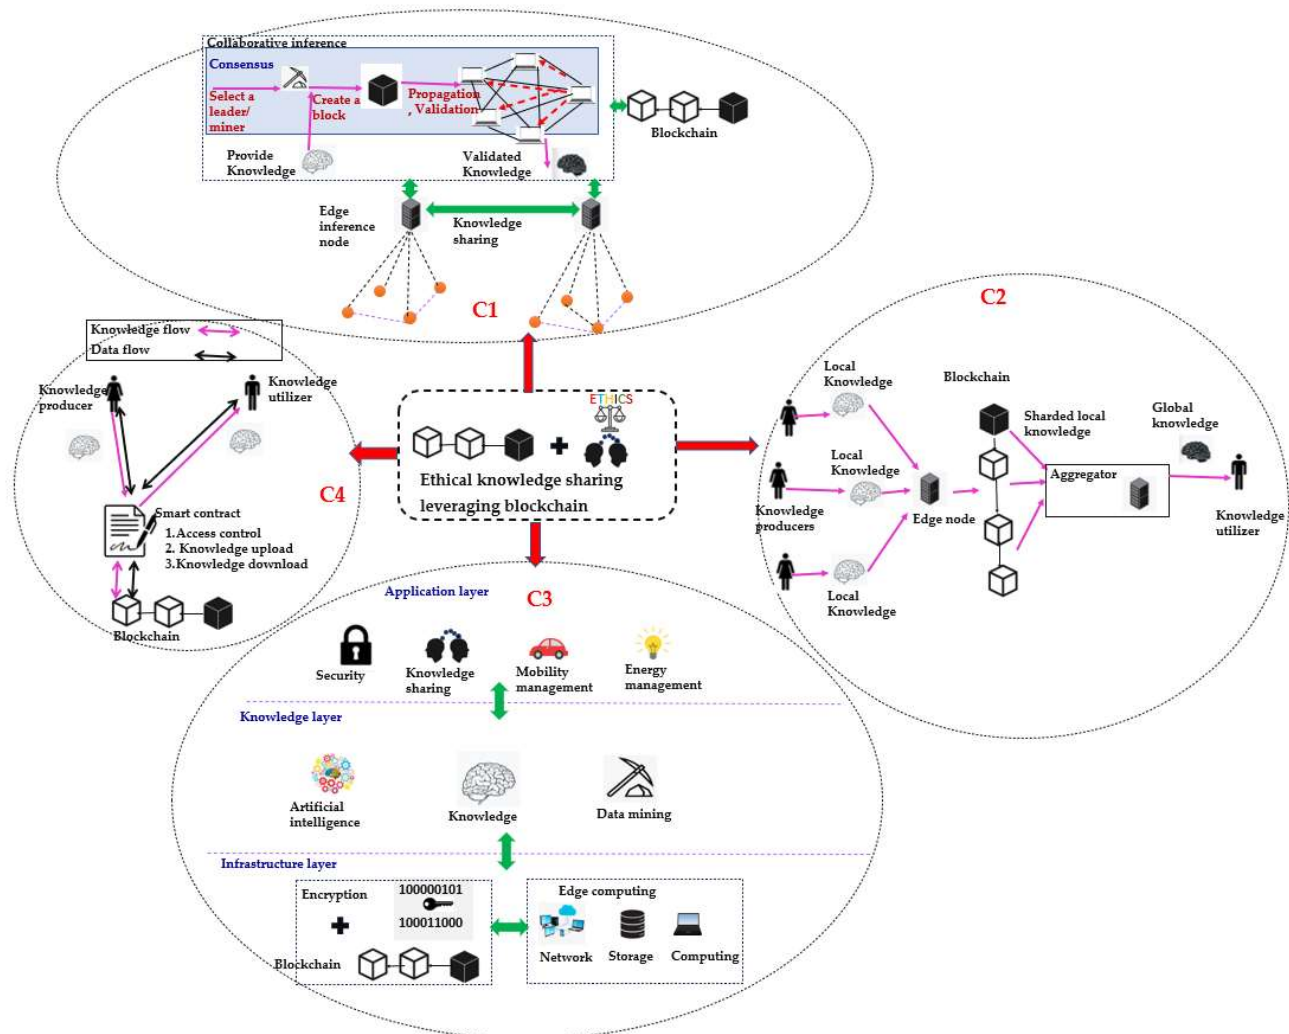 Collaborative inference
Consensus
Select a
leader/
miner
Create a
block
Propagation
, Validation
Blockchain
Provide
Knowledge
Validated
Knowledge
Edge
inference
node
Knowledge
sharing
C1
C2
Knowledge flow
Data flow
Knowledge
producer
Knowledge
utilizer
Smart contract
1.Access control
2. Knowledge upload
3.Knowledge download
Blockchain
C4
ETHICS
Ethical knowledge sharing
leveraging blockchain
Local
Knowledge
Local
Knowledge
Local
Knowledge
Knowledge
producers
Edge node
Blockchain
Sharded local
knowledge
Aggregator
Global
knowledge
Knowledge
utilizer
C3
Application layer
Security
Knowledge
sharing
Mobility
management
Energy
management
Knowledge layer
Artificial
intelligence
Knowledge
Data mining
Infrastructure layer
Encryption
100000101
100011000
Blockchain
Edge computing
Network
Storage
Computing